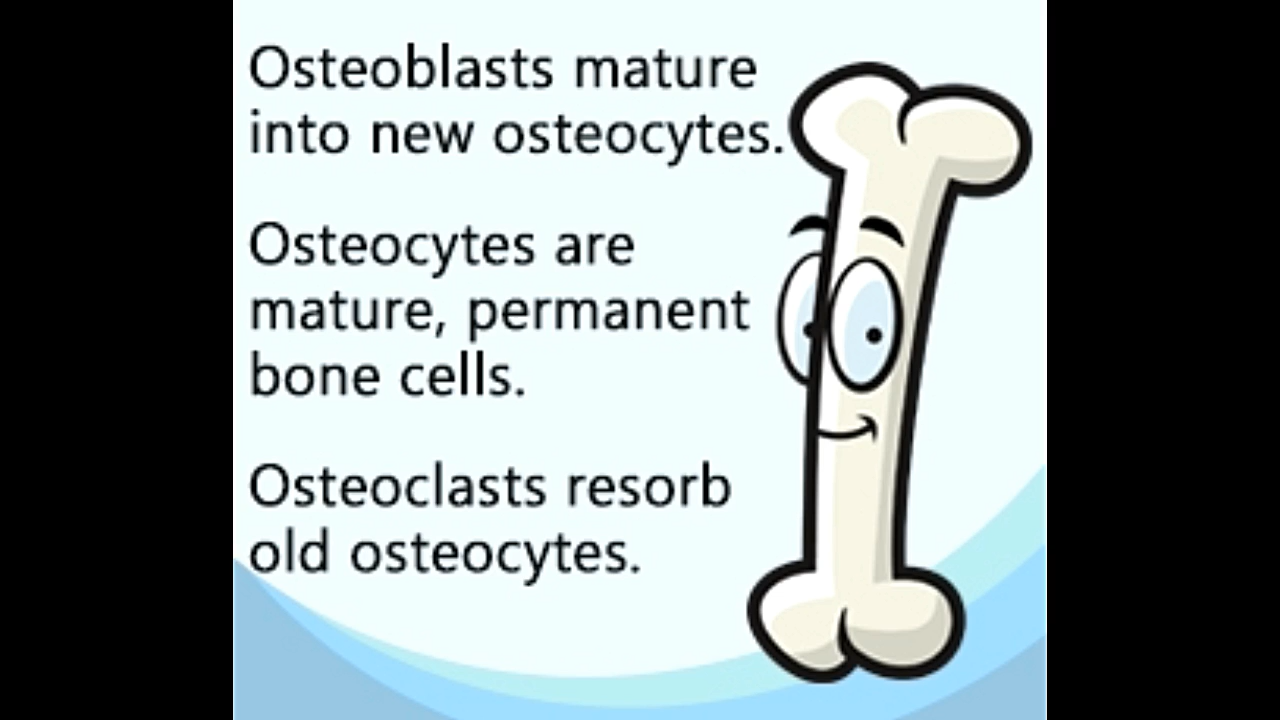 Osteoblasts mature
into new osteocytes.
Osteocytes are
mature, permanent
bone cells.
Osteoclasts resorb
old osteocytes.